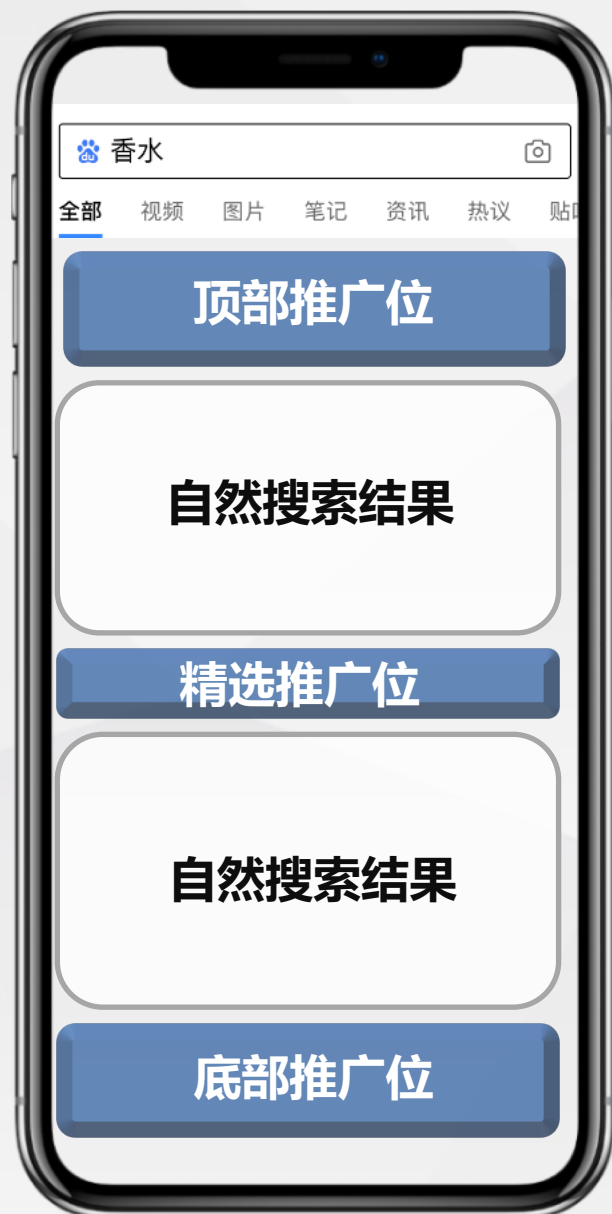 du 香水
全部 视频 图片 笔记 资讯 热议 贴
顶部推广位
自然搜索结果
精选推广位
自然搜索结果
底部推广位